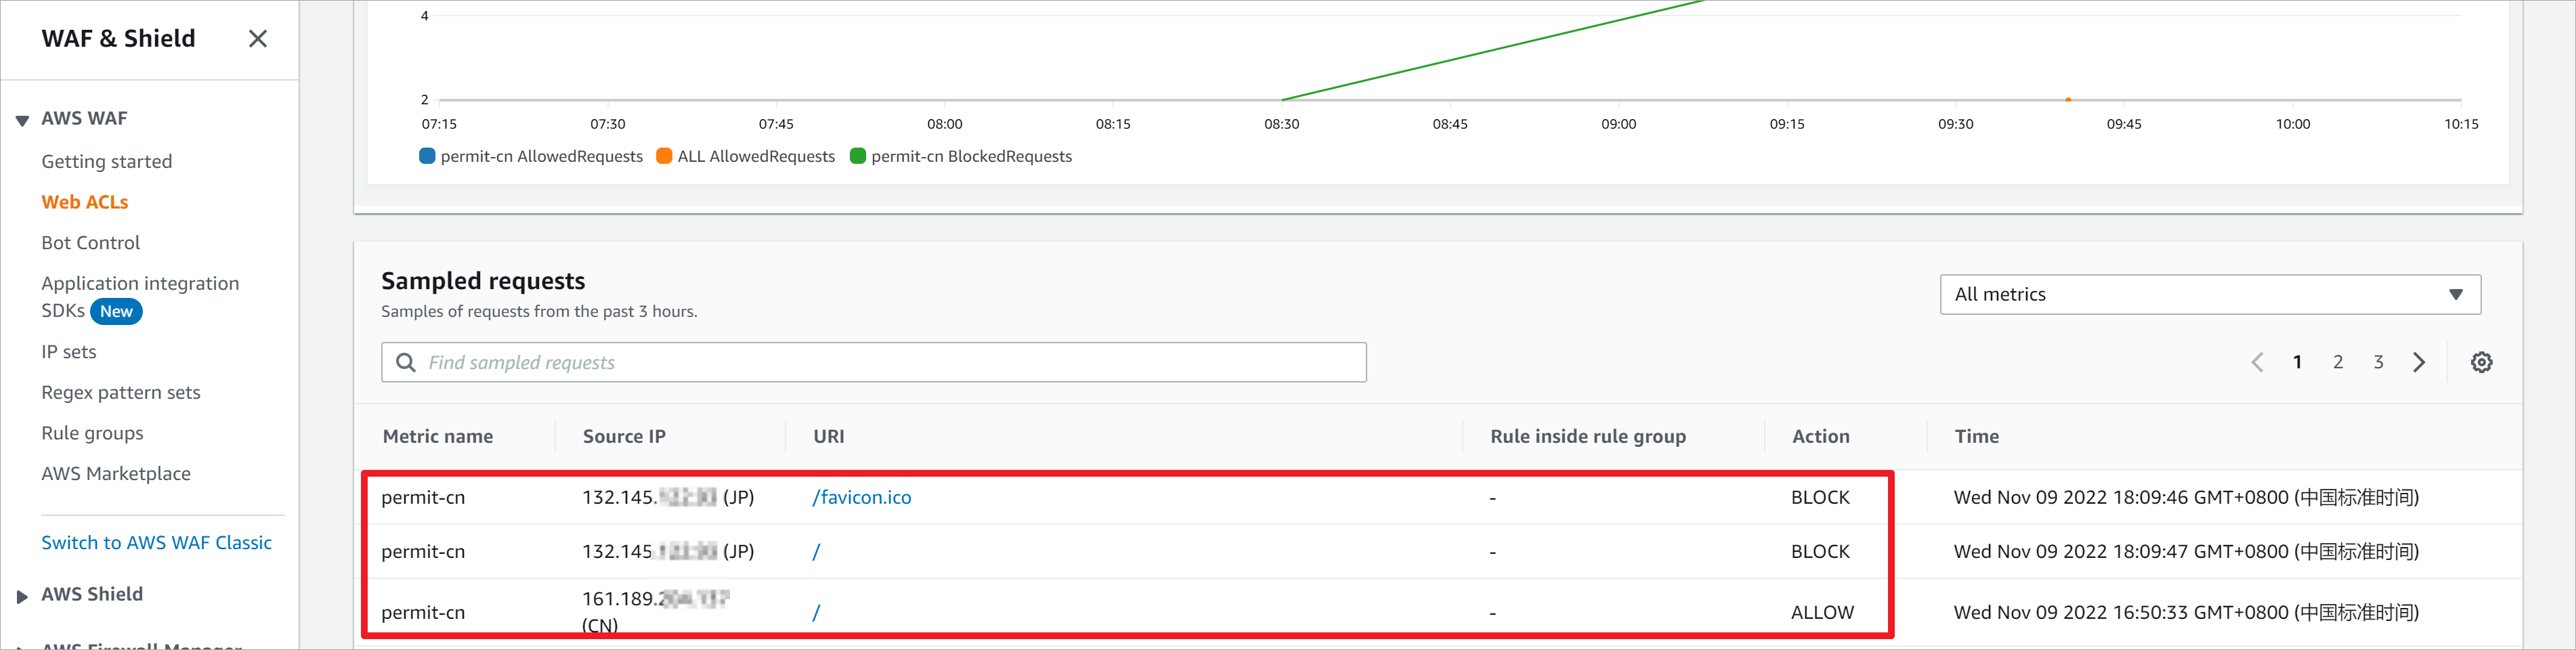 WAF & Shield
AWS WAF
Getting started
Web ACLs
Bot Control
Application integration
SDKs New
IP sets
Regex pattern sets
Rule groups
AWS Marketplace
Switch to AWS WAF Classic
AWS Shield
AWS Firewall Manager
4
2
07:15 07:30 07:45 08:00 08:15 08:30 08:45 09:00 09:15 09:30 09:45 10:00 10:15
permit-cn AllowedRequests ALL AllowedRequests permit-cn BlockedRequests
Sampled requests
Samples of requests from the past 3 hours.
All metrics
Find sampled requests
1 2 3
Metric name Source IP URI Rule inside rule group Action Time
permit-cn 132.145. (JP) /favicon.ico - BLOCK Wed Nov 09 2022 18:09:46 GMT+0800 (中国标准时间)
permit-cn 132.145. (JP) / - BLOCK Wed Nov 09 2022 18:09:47 GMT+0800 (中国标准时间)
permit-cn 161.189. (CN) / - ALLOW Wed Nov 09 2022 16:50:33 GMT+0800 (中国标准时间)